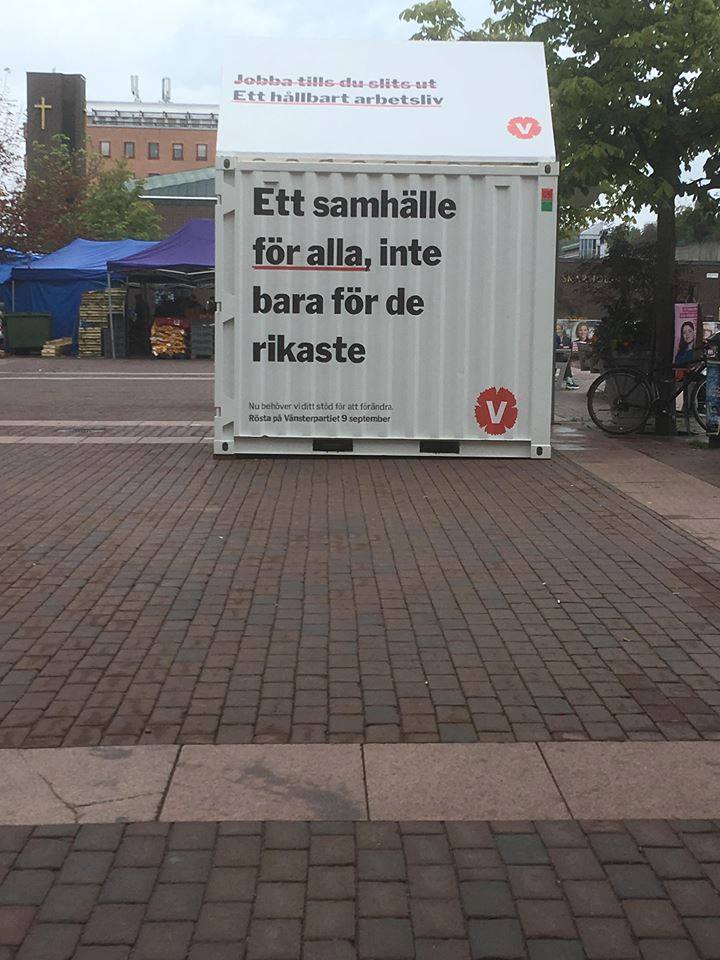 Jobba tills du slits ut
Ett hållbart arbetsliv
V
Ett samhälle
för alla, inte
bara för de
rikaste
Nu behöver vi ditt stöd för att förändra.
Rösta på Vänsterpartiet 9 september
V